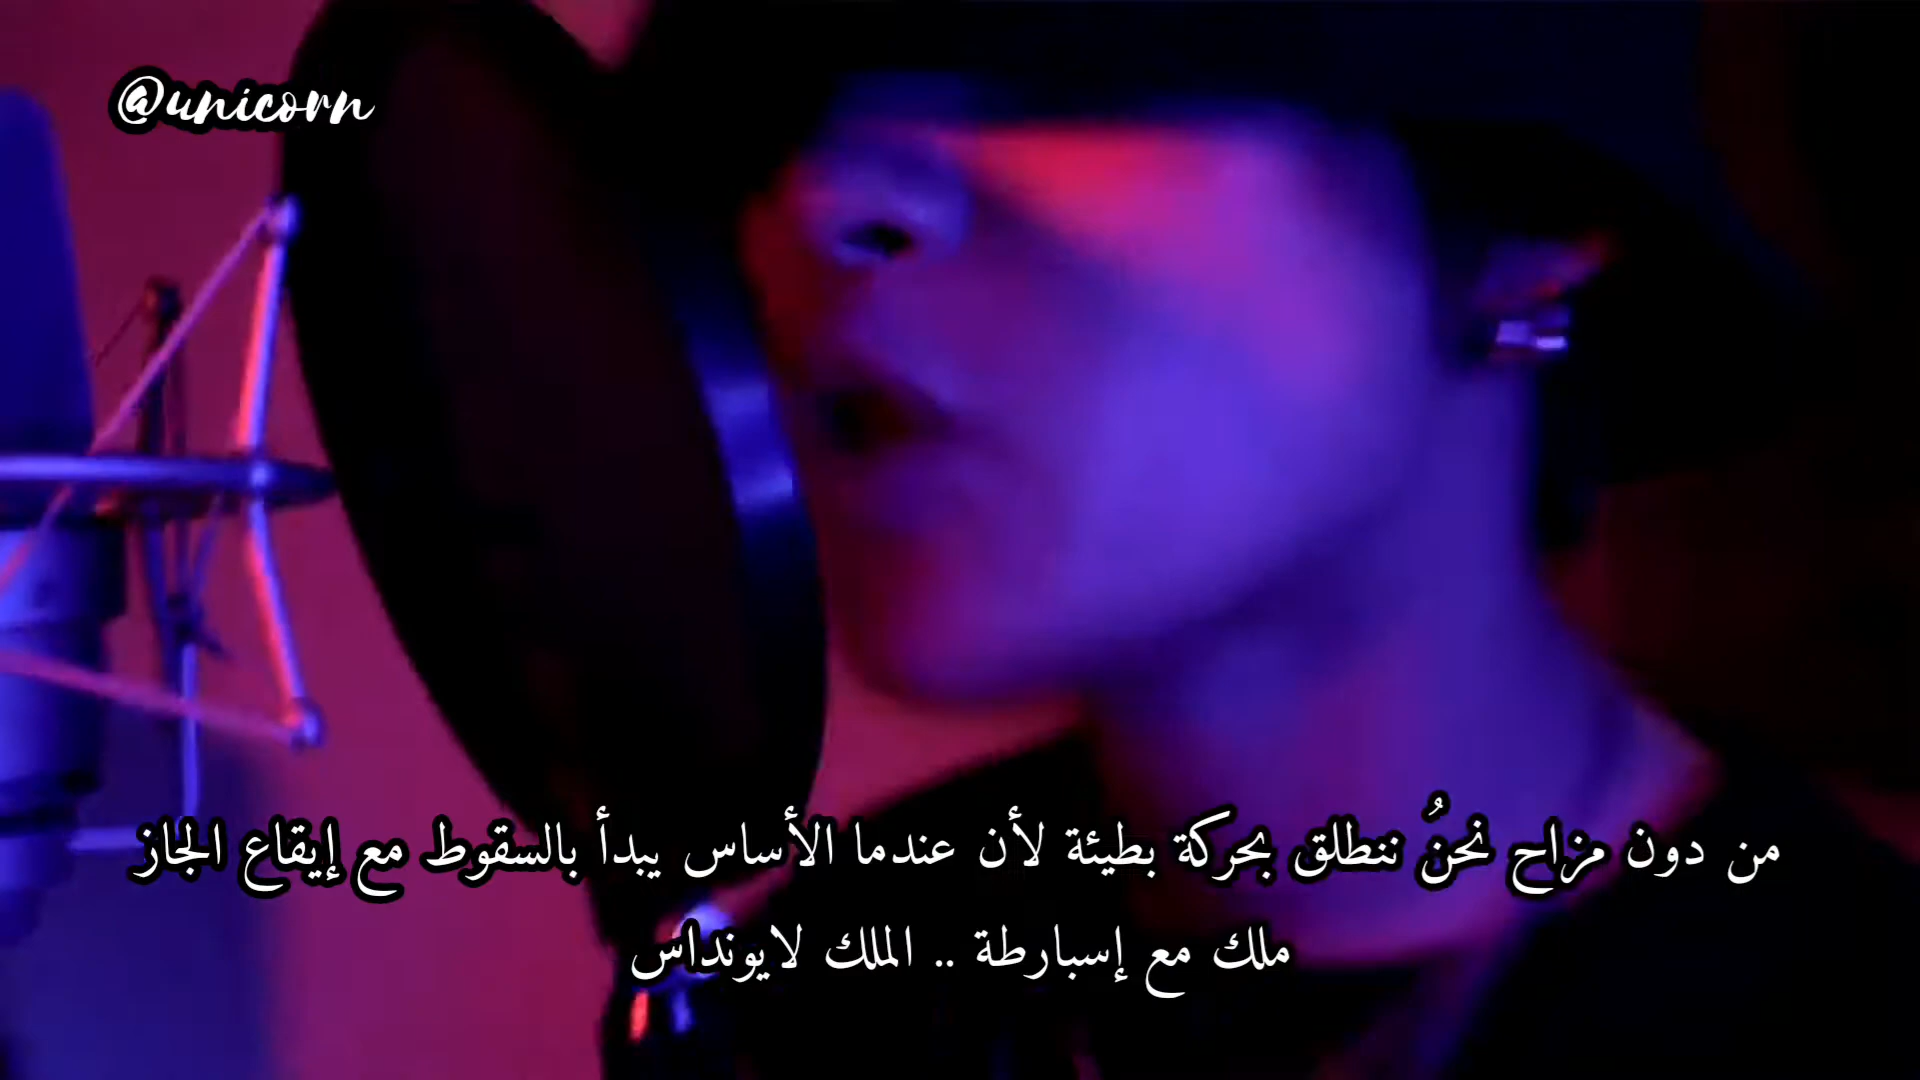 @unicorn
من دون مزاح نحنُ ننطلق بحركة بطيئة لأن عندما الأساس يبدأ بالسقوط مع إيقاع الجاز
ملك مع إسبارطة .. الملك لايونداس